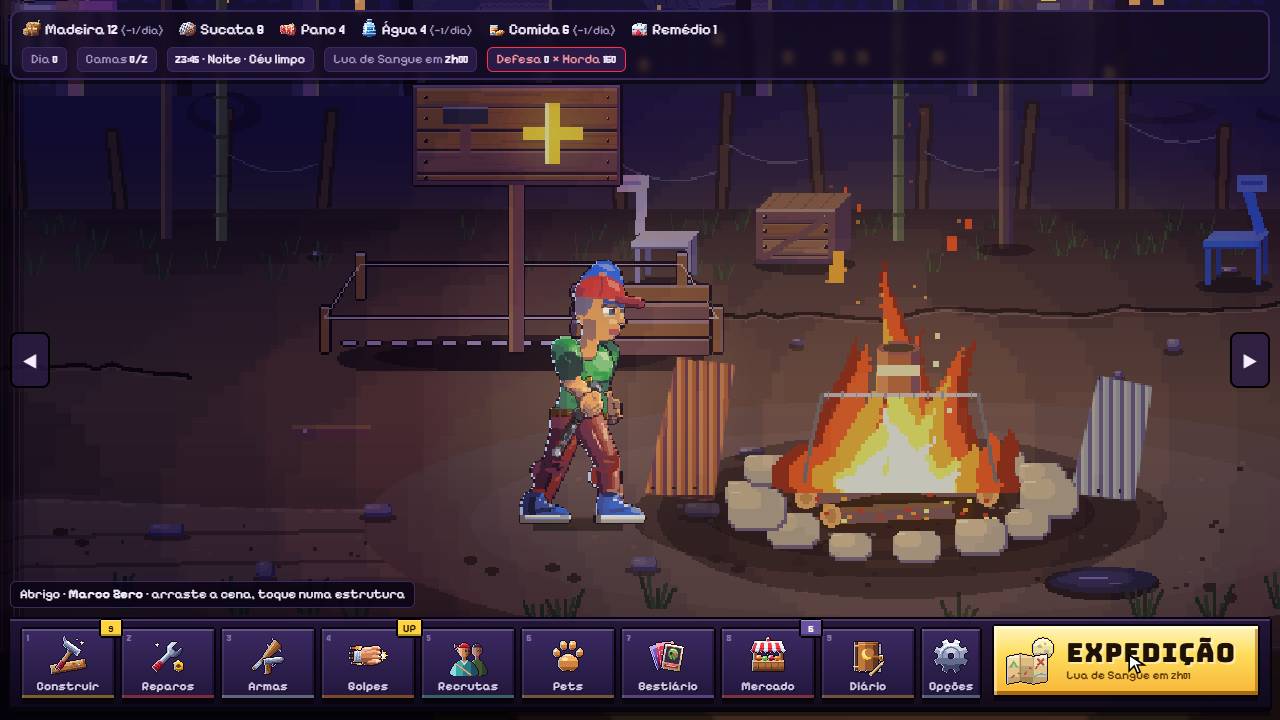 Madeira 12 (-1/dia) Sucata 8 Pano 4 Água 4 (-1/dia) Comida 6 (-1/dia) Remédio 1
Dia 0 Camas 0/2 23:45 · Noite · Céu limpo Lua de Sangue em 2h00 Defesa 0 × Horda 160
◀ ▶
Abrigo · Marco Zero · arraste a cena, toque numa estrutura
9 UP 6
1 2 3 4 5 6 7 8 9
Construir Reparos Armas Golpes Recrutas Pets Bestiário Mercado Diário Opções
EXPEDIÇÃO
Lua de Sangue em 2h01